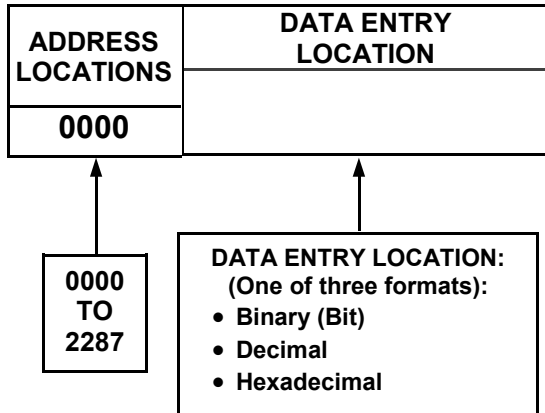 ADDRESS
LOCATIONS
DATA ENTRY
LOCATION
0000
0000
TO
2287
DATA ENTRY LOCATION:
(One of three formats):
• Binary (Bit)
• Decimal
• Hexadecimal